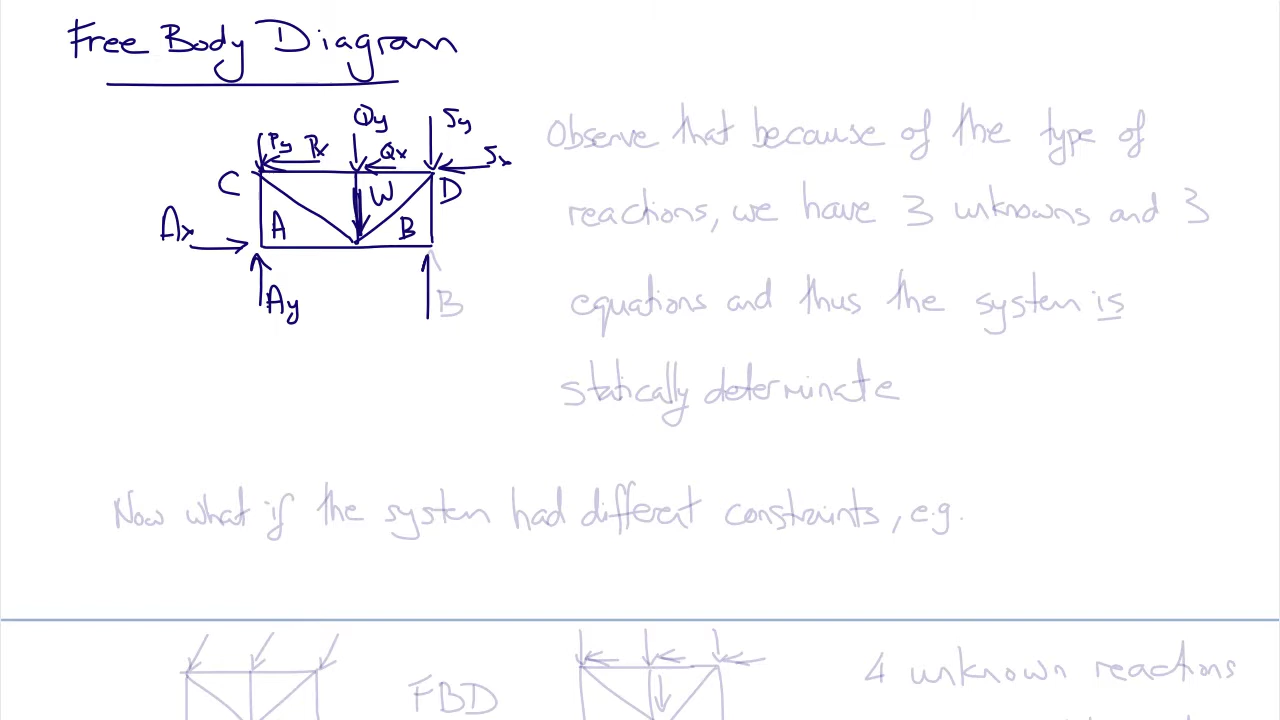 Free Body Diagram
Qy Sy
Py Px Qx Sx
C W D
Ax A B
Ay B
Observe that because of the type of
reactions, we have 3 unknowns and 3
equations and thus the system is
statically determinate
Now what if the system had different constraints, e.g.
4 unknown reactions
FBD